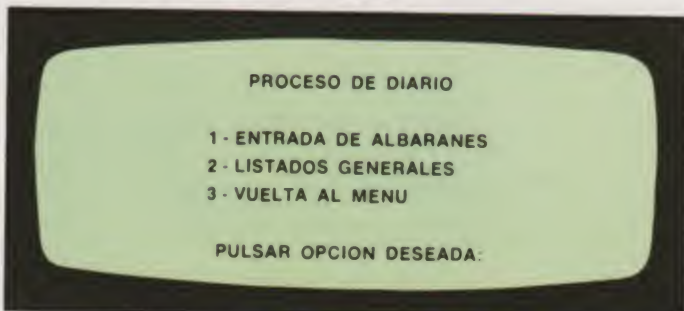 PROCESO DE DIARIO
1 - ENTRADA DE ALBARANES
2 - LISTADOS GENERALES
3 - VUELTA AL MENU
PULSAR OPCION DESEADA: